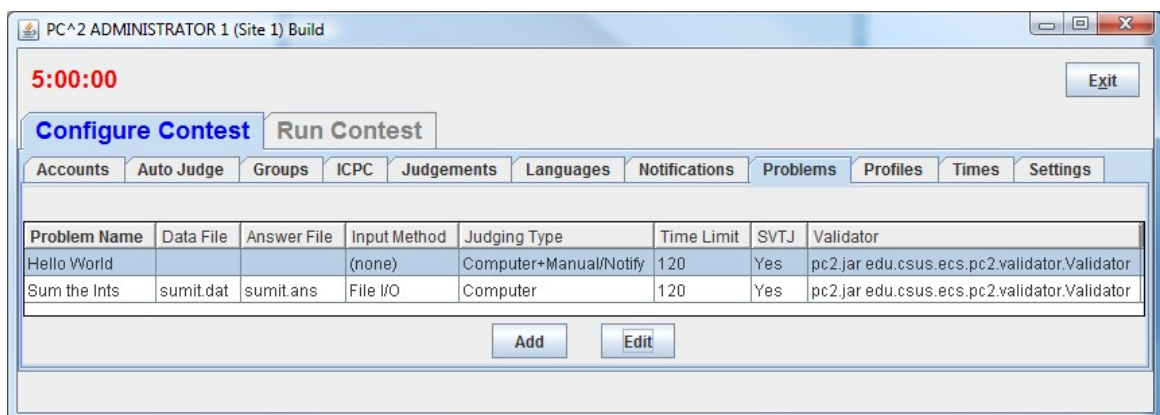 PC^2 ADMINISTRATOR 1 (Site 1) Build
5:00:00
Exit
Configure Contest Run Contest
Accounts Auto Judge Groups ICPC Judgements Languages Notifications Problems Profiles Times Settings
Problem Name Data File Answer File Input Method Judging Type Time Limit SVTJ Validator
Hello World (none) Computer+Manual/Notify 120 Yes pc2.jar edu.csus.ecs.pc2.validator.Validator
Sum the Ints sumit.dat sumit.ans File I/O Computer 120 Yes pc2.jar edu.csus.ecs.pc2.validator.Validator
Add Edit